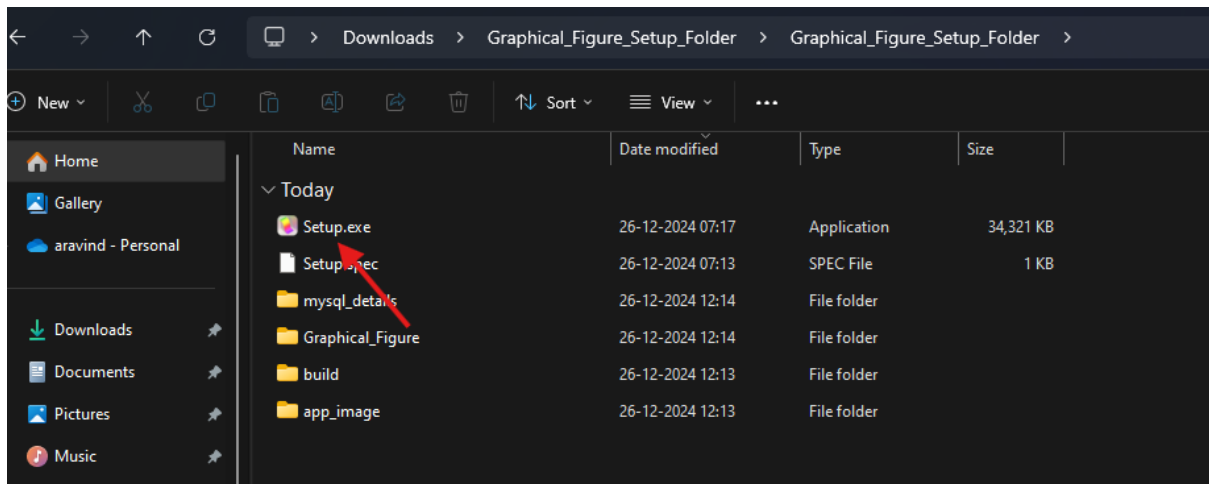 Downloads > Graphical_Figure_Setup_Folder > Graphical_Figure_Setup_Folder >
New Sort View ...
Home
Gallery
aravind - Personal
Downloads
Documents
Pictures
Music
Name Date modified Type Size
Today
Setup.exe 26-12-2024 07:17 Application 34,321 KB
Setup.spec 26-12-2024 07:13 SPEC File 1 KB
mysql_details 26-12-2024 12:14 File folder
Graphical_Figure 26-12-2024 12:14 File folder
build 26-12-2024 12:13 File folder
app_image 26-12-2024 12:13 File folder